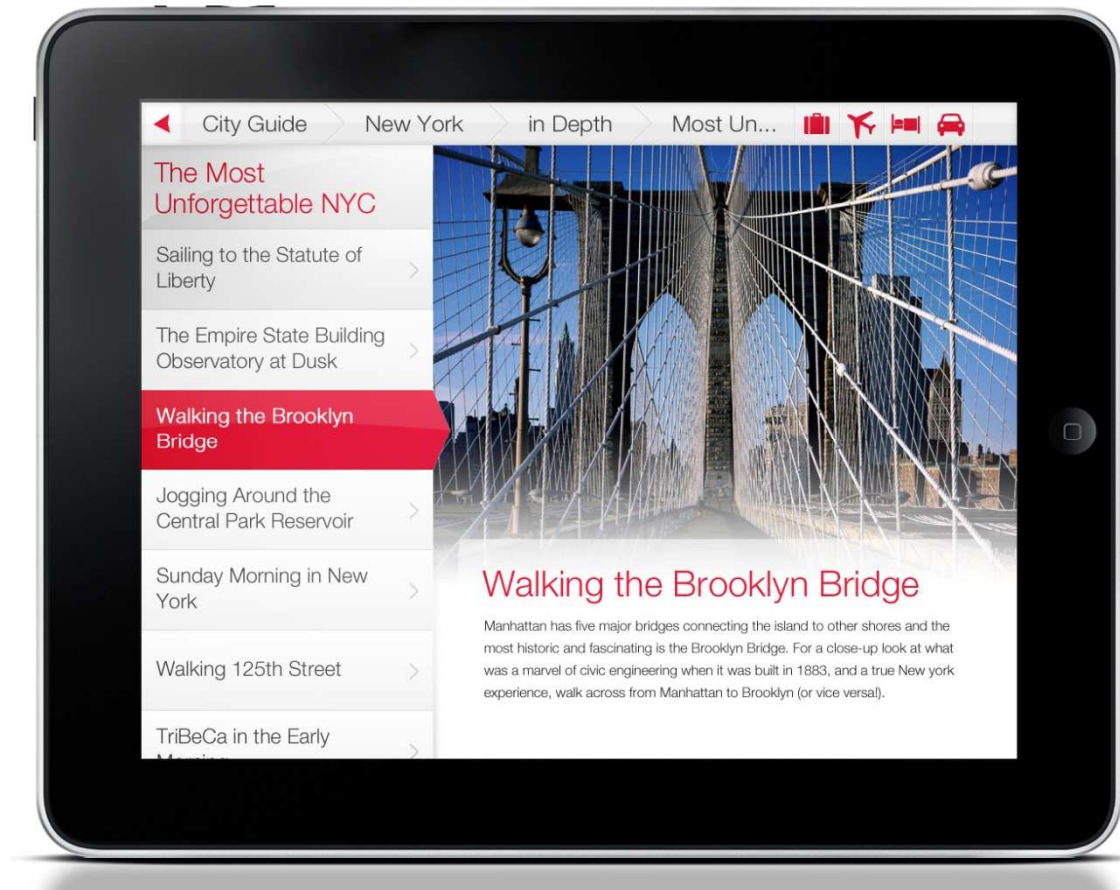 City Guide New York in Depth Most Un...
The Most
Unforgettable NYC
Sailing to the Statute of
Liberty
The Empire State Building
Observatory at Dusk
Walking the Brooklyn
Bridge
Jogging Around the
Central Park Reservoir
Sunday Morning in New
York
Walking 125th Street
TriBeCa in the Early
Walking the Brooklyn Bridge
Manhattan has five major bridges connecting the island to other shores and the
most historic and fascinating is the Brooklyn Bridge. For a close-up look at what
was a marvel of civic engineering when it was built in 1883, and a true New york
experience, walk across from Manhattan to Brooklyn (or vice versa!).